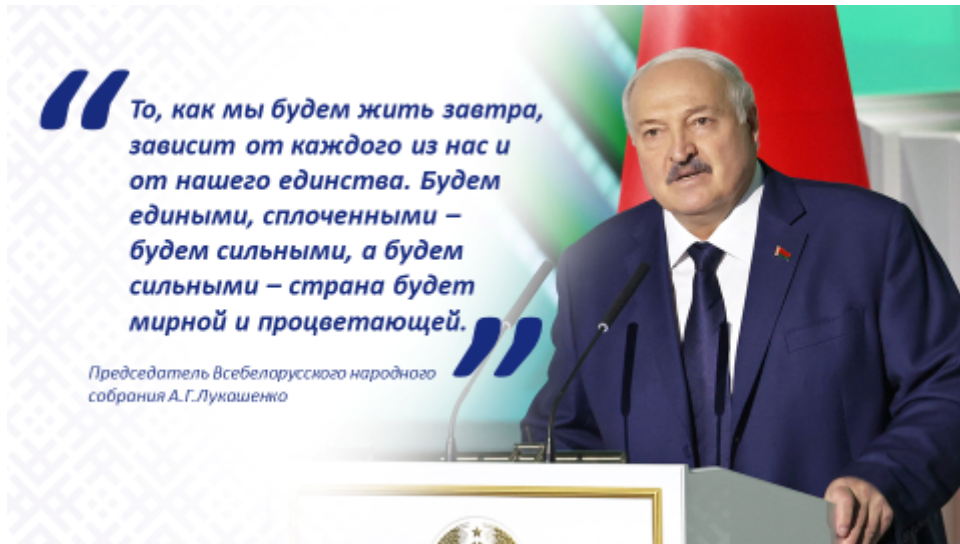 То, как мы будем жить завтра,
зависит от каждого из нас и
от нашего единства. Будем
едиными, сплоченными –
будем сильными, а будем
сильными – страна будет
мирной и процветающей.
Председатель Всебелорусского народного
собрания А.Г.Лукашенко